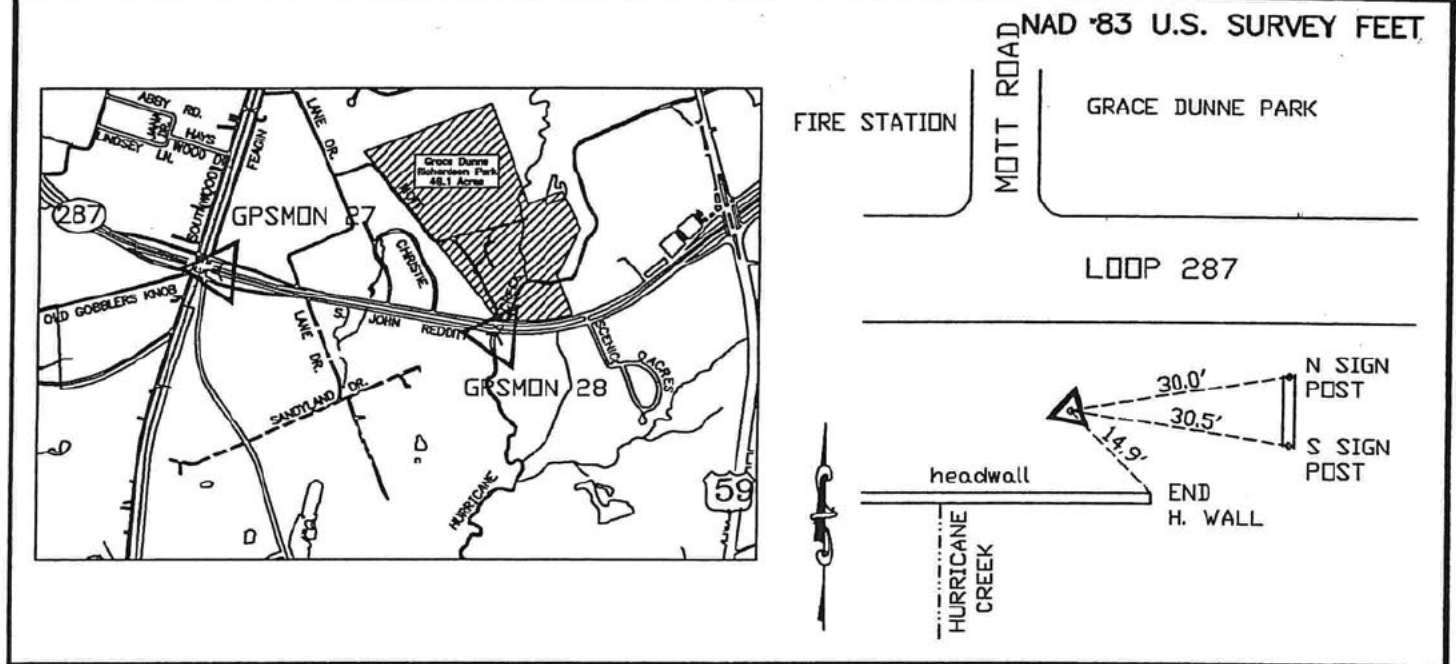 NAD '83 U.S. SURVEY FEET
ABBY RD.
JANA DR.
HAYS
LINDSEY LN.
WOOD DR.
SOUTHWOOD
FEAGIN
LANE DR.
287
GPSMON 27
Grace Dunne
Richardson Park
48.1 Acres
MOTT
CHRISTIE
OLD GOBBLERS KNOB
S. JOHN REDDITT
LANE DR.
SANDYLAND DR.
GPSMON 28
SCENIC ACRES
HURRICANE
59
FIRE STATION
MOTT ROAD
GRACE DUNNE PARK
LOOP 287
30.0'
N SIGN
POST
30.5'
S SIGN
POST
14.9'
headwall
END
H. WALL
HURRICANE
CREEK